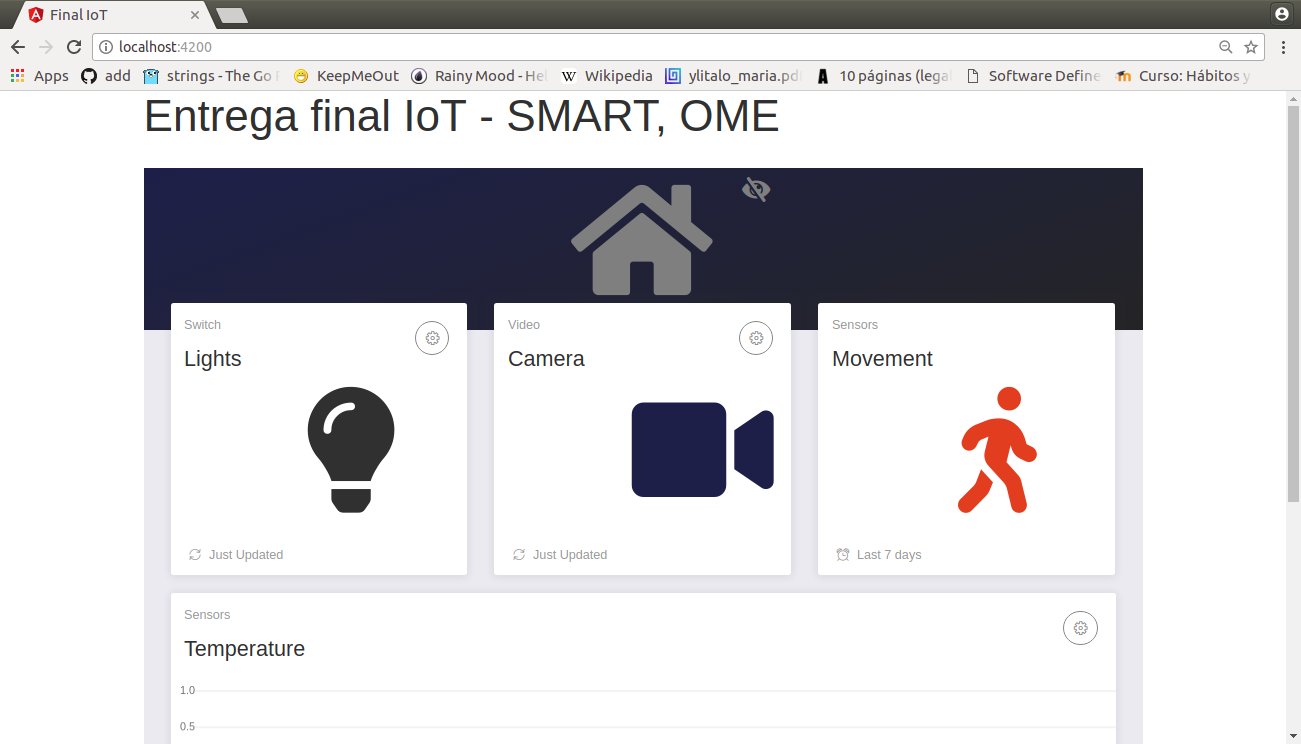 Final IoT
localhost:4200
Apps add strings - The Go KeepMeOut Rainy Mood - Hel Wikipedia ylitalo_maria.pd 10 páginas (legal Software Define Curso: Hábitos y
Entrega final IoT - SMART, OME
Switch
Lights
Just Updated
Video
Camera
Just Updated
Sensors
Movement
Last 7 days
Sensors
Temperature
1.0
0.5